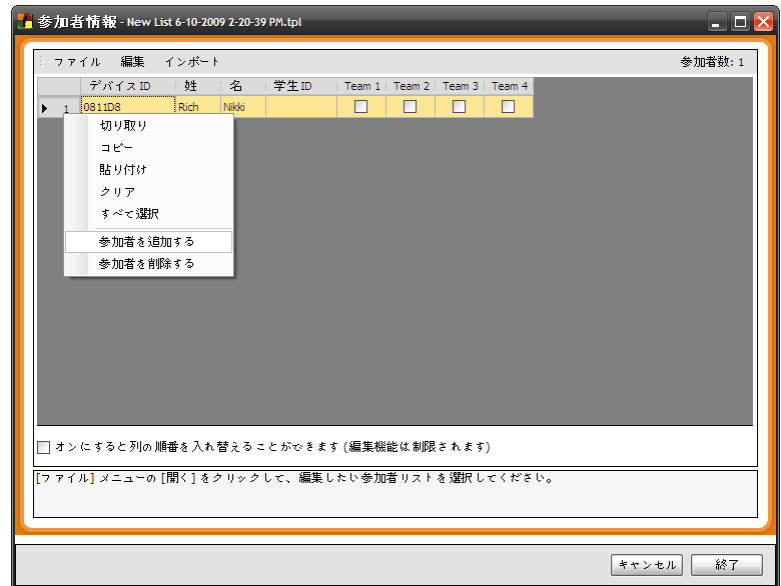 参加者情報 - New List 6-10-2009 2-20-39 PM.tpl
ファイル 編集 インポート 参加者数: 1
デバイス ID 姓 名 学生 ID Team 1 Team 2 Team 3 Team 4
1 0811D8 Rich Nikki
切り取り
コピー
貼り付け
クリア
すべて選択
参加者を追加する
参加者を削除する
オンにすると列の順番を入れ替えることができます (編集機能は制限されます)
[ファイル] メニューの [開く] をクリックして、編集したい参加者リストを選択してください。
キャンセル 終了